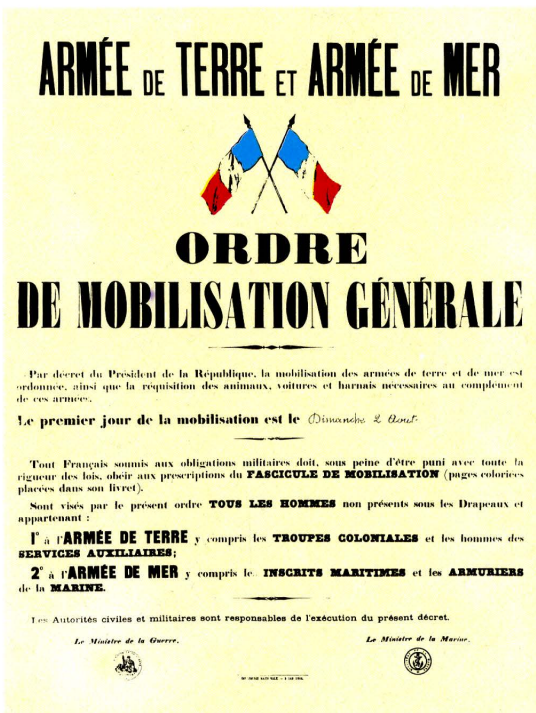 ARMÉE DE TERRE ET ARMÉE DE MER
ORDRE
DE MOBILISATION GÉNÉRALE
Par décret du Président de la République, la mobilisation des armées de terre et de mer est
ordonnée, ainsi que la réquisition des animaux, voitures et harnais nécessaires au complément
de ces armées.
Le premier jour de la mobilisation est le Dimanche 2 Août
Tout Français soumis aux obligations militaires doit, sous peine d'être puni avec toute la
rigueur des lois, obéir aux prescriptions du FASCICULE DE MOBILISATION (pages coloriées
placées dans son livret).
Sont visés par le présent ordre TOUS LES HOMMES non présents sous les Drapeaux et
appartenant :
1° à l'ARMÉE DE TERRE y compris les TROUPES COLONIALES et les hommes des
SERVICES AUXILIAIRES;
2° à l'ARMÉE DE MER y compris les INSCRITS MARITIMES et les ARMURIERS
de la MARINE.
Les Autorités civiles et militaires sont responsables de l'exécution du présent décret.
Le Ministre de la Guerre.
Le Ministre de la Marine.